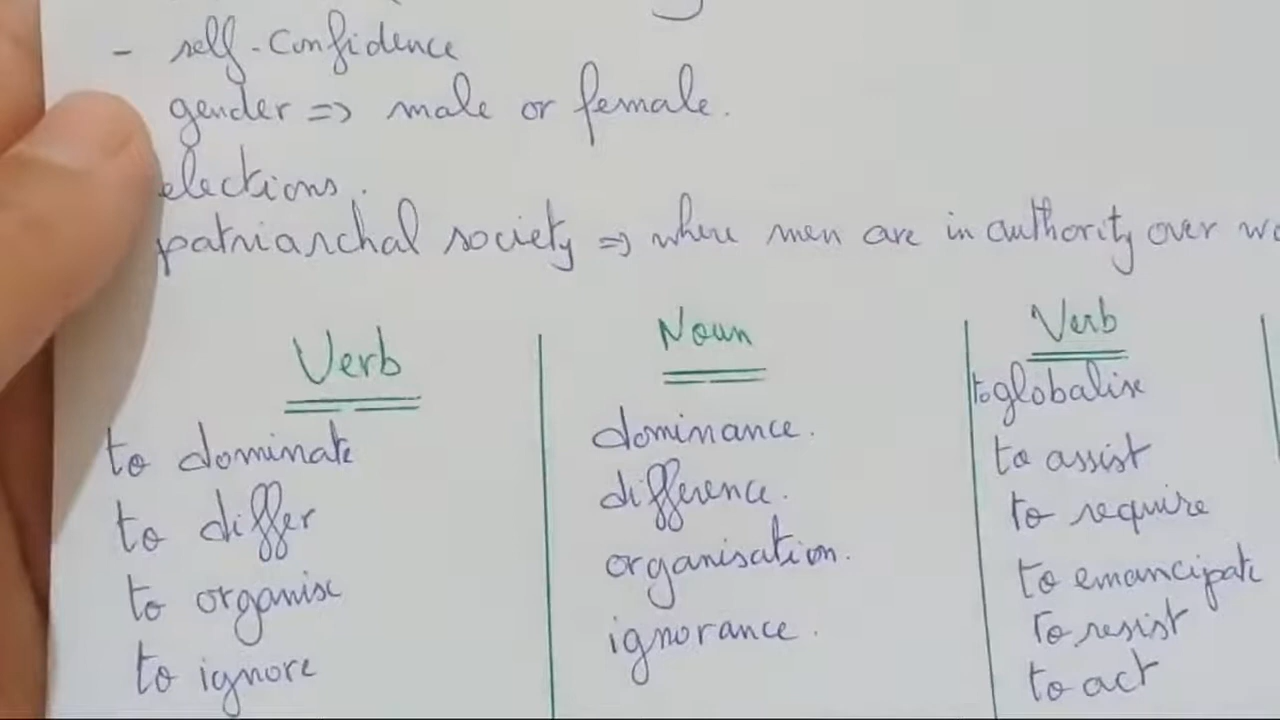 - self-confidence
gender => male or female.
elections.
patriarchal society => where men are in authority over
Verb
to dominate
to differ
to organise
to ignore
Noun
dominance.
difference.
organisation.
ignorance.
Verb
to globalise
to assist
to require
to emancipate
to resist
to act